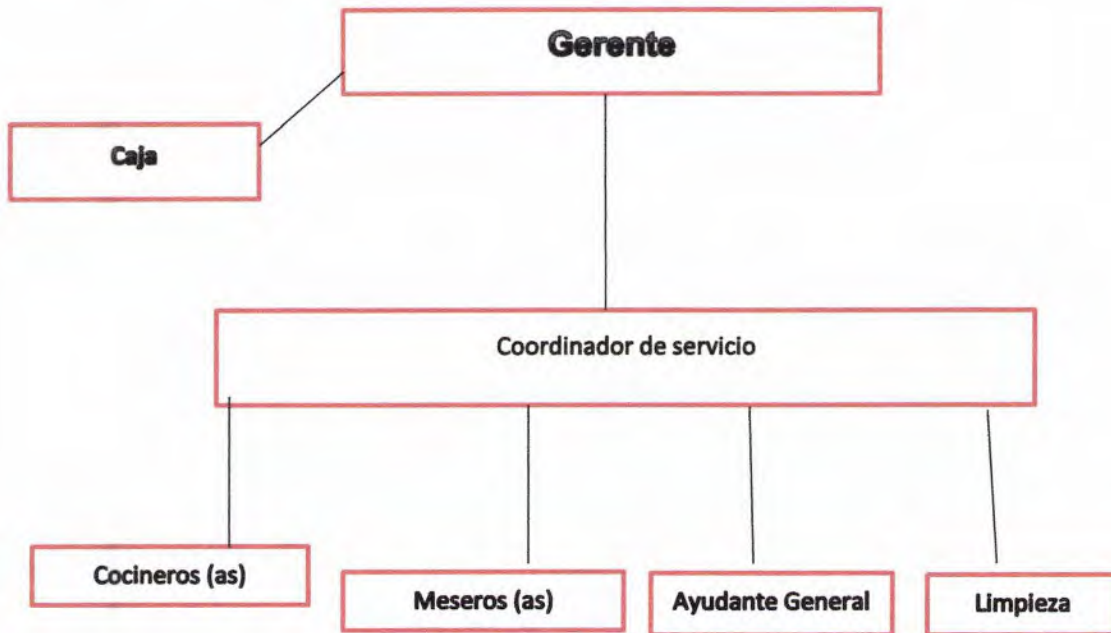 Gerente
Caja
Coordinador de servicio
Cocineros (as)
Meseros (as)
Ayudante General
Limpieza